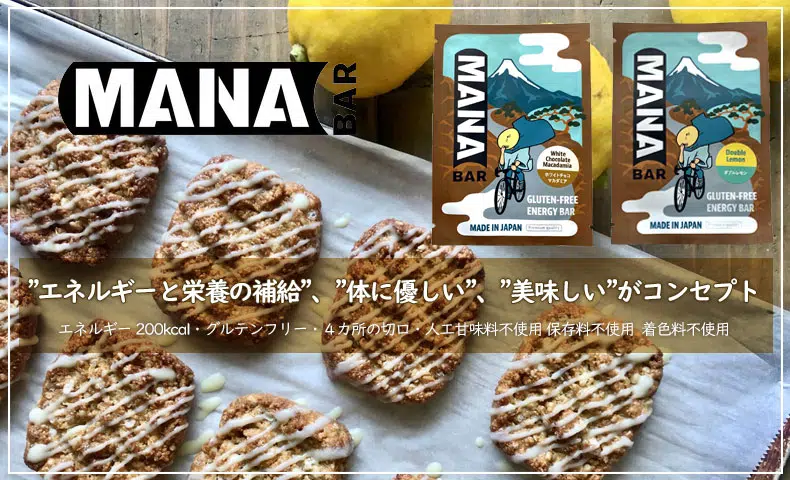 MANA
BAR
MANA
BAR
White
Chocolate
Macadamia
ホワイトチョコ
マカダミア
GLUTEN-FREE
ENERGY BAR
MADE IN JAPAN
MANA
BAR
Double
Lemon
ダブルレモン
GLUTEN-FREE
ENERGY BAR
MADE IN JAPAN
”エネルギーと栄養の補給”、”体に優しい”、”美味しい”がコンセプト
エネルギー 200kcal・グルテンフリー・４カ所の切口・人工甘味料不使用 保存料不使用 着色料不使用